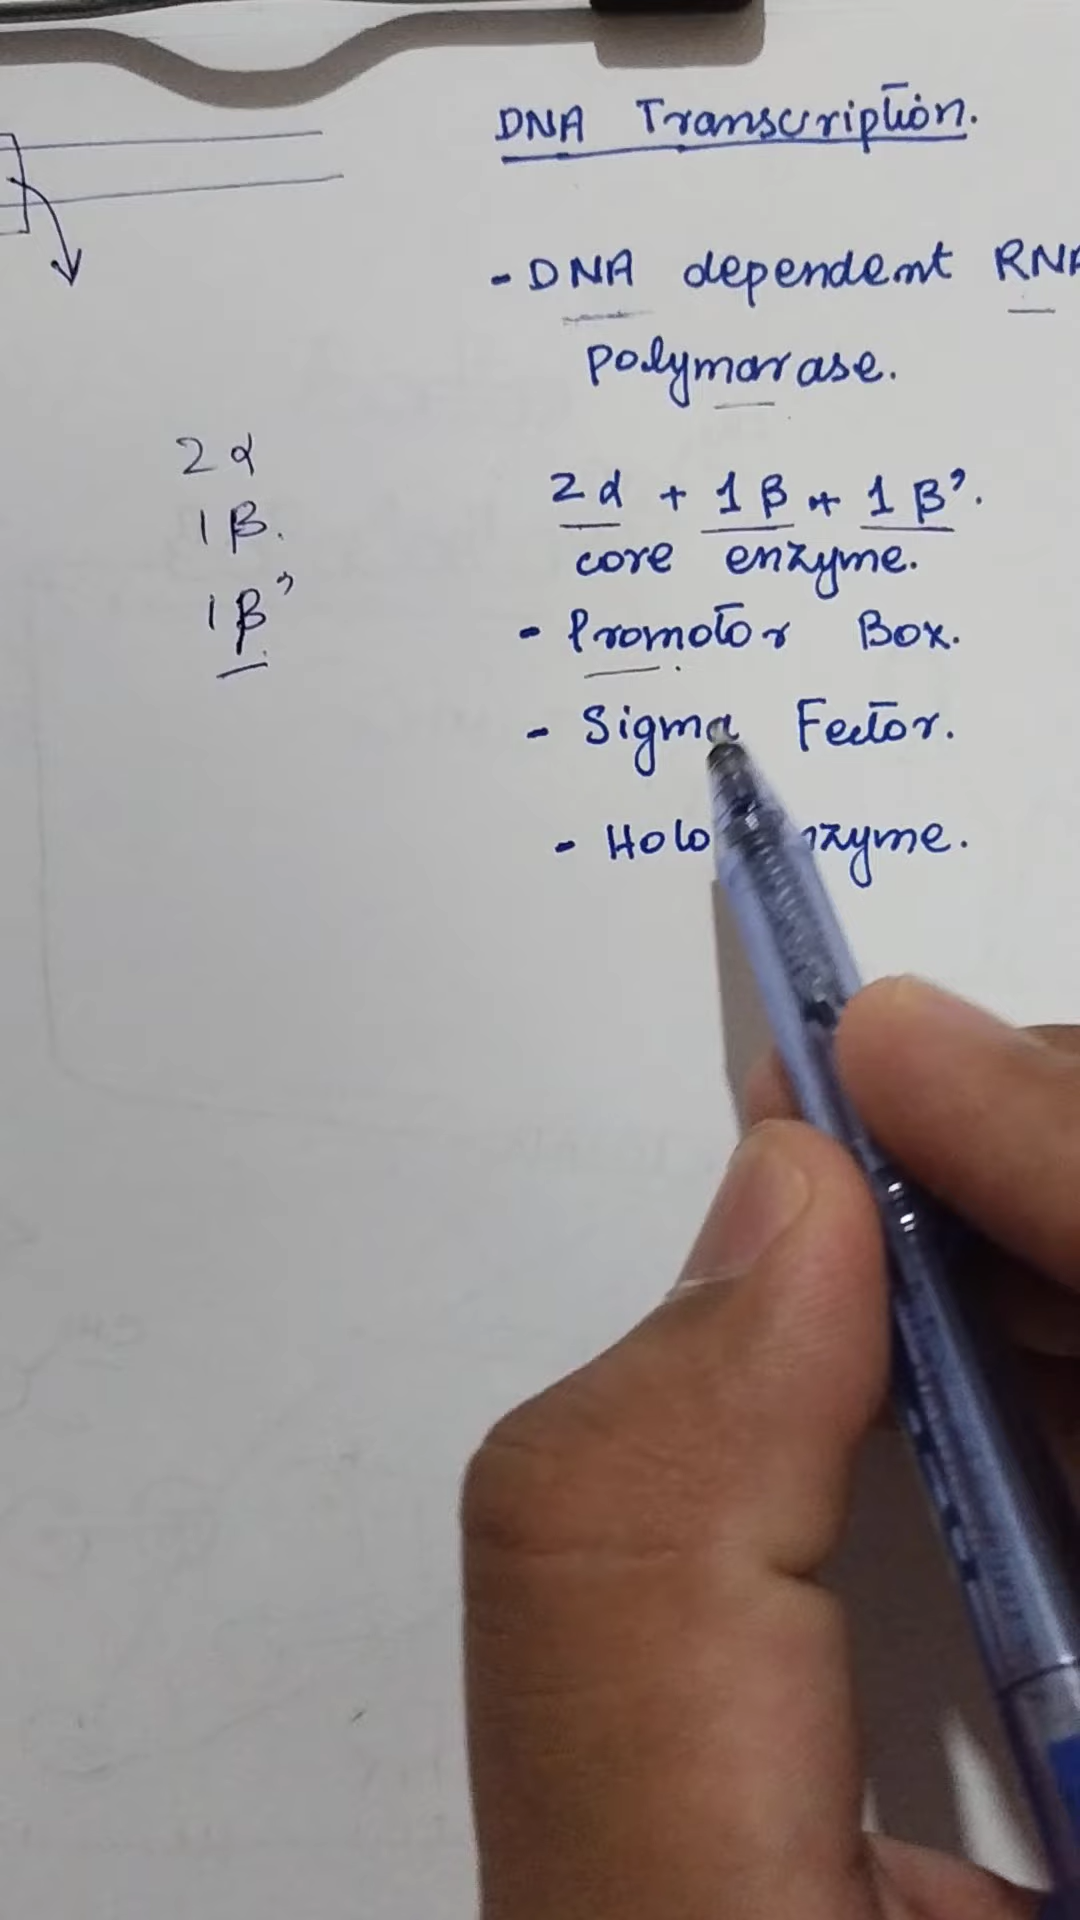 DNA Transcription.
- DNA dependent RNA
polymarase.
2α + 1β + 1β’.
core enzyme.
- Promotor Box.
- Sigma Fector.
- Holo
2α
1β.
1β’